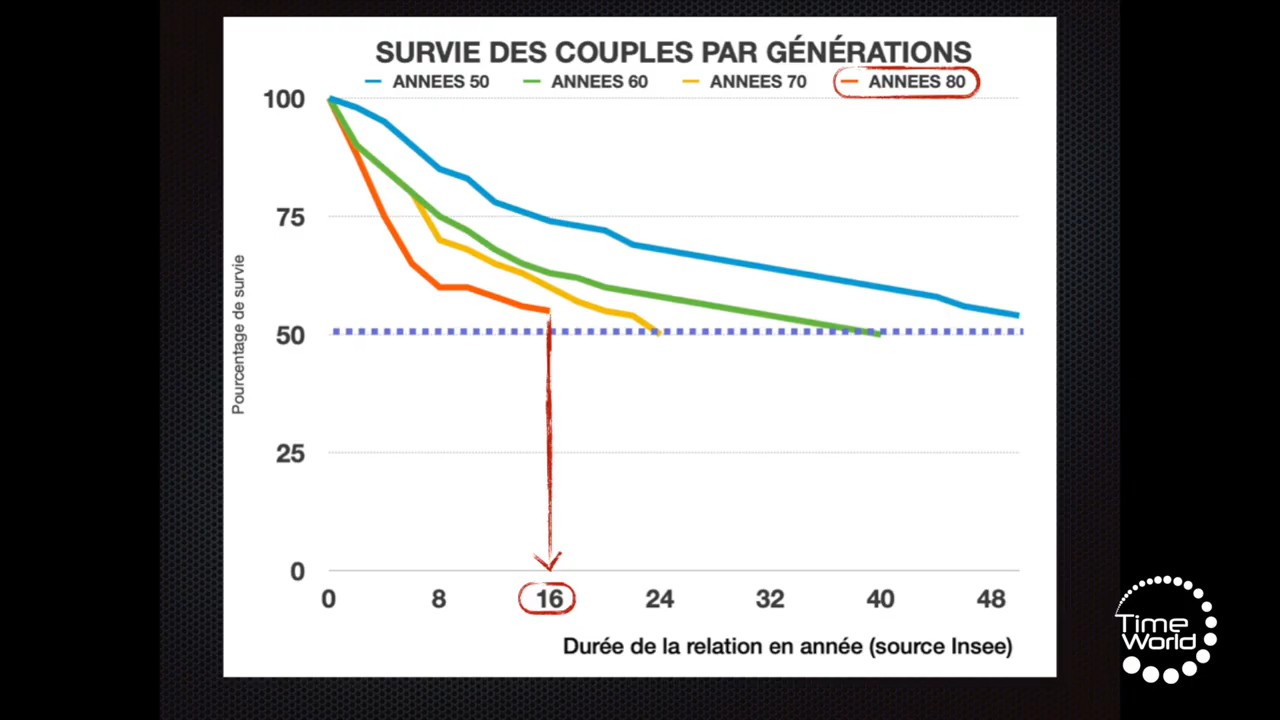 SURVIE DES COUPLES PAR GÉNÉRATIONS
ANNEES 50 ANNEES 60 ANNEES 70 ANNEES 80
100
75
50
25
0
Pourcentage de survie
0 8 16 24 32 40 48
Durée de la relation en année (source Insee)
Time
World